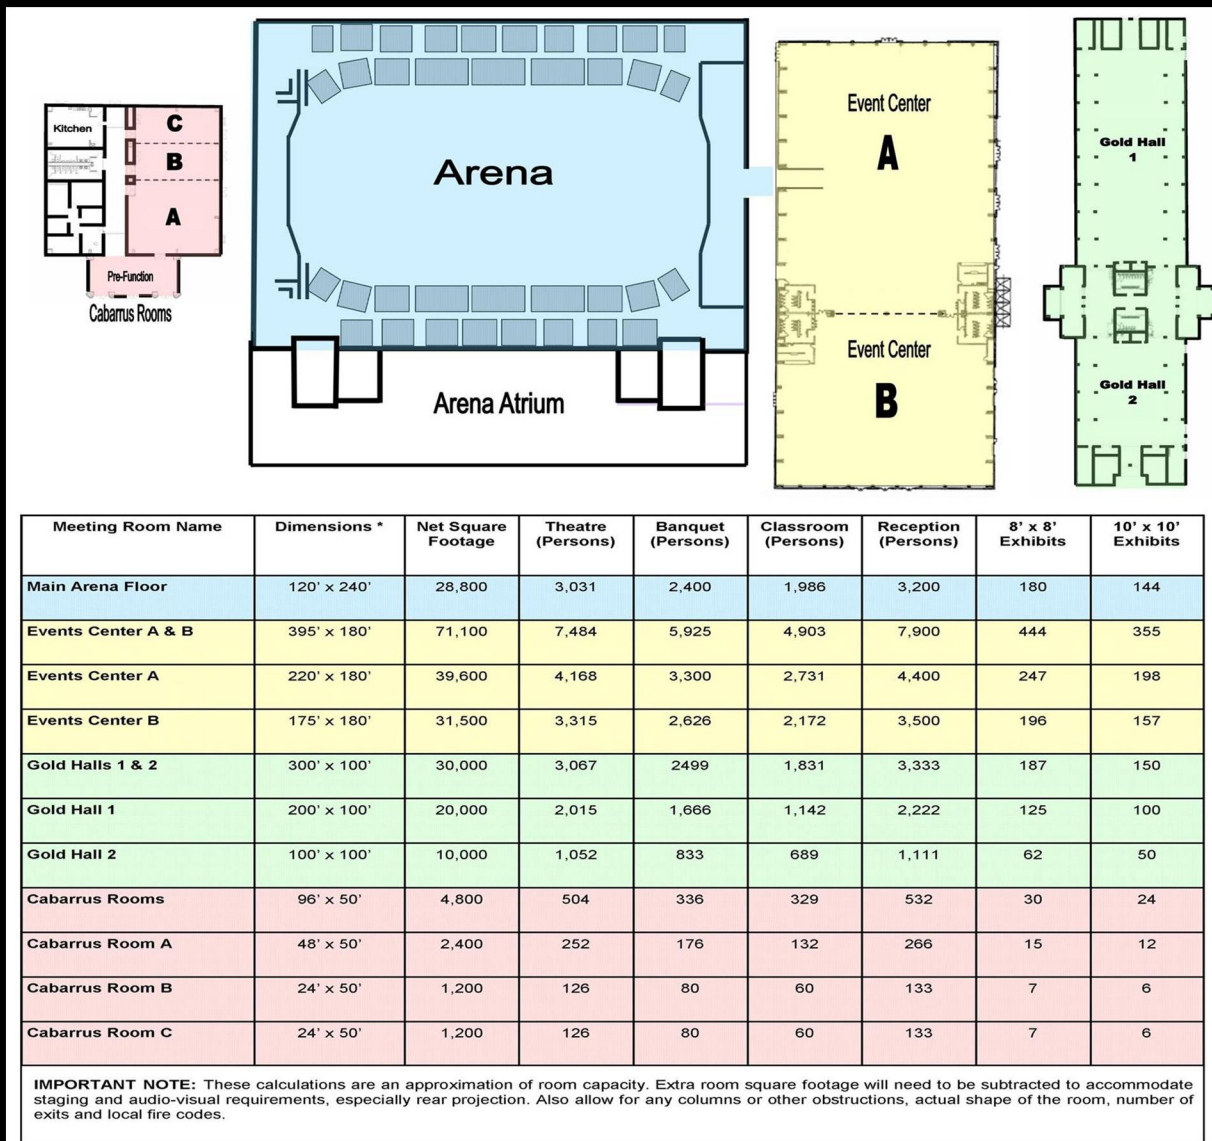 Kitchen
C
B
A
Pre-Function
Cabarrus Rooms
Arena
Arena Atrium
Event Center
A
Event Center
B
Gold Hall
1
Gold Hall
2
Meeting Room Name Dimensions * Net Square Footage Theatre (Persons) Banquet (Persons) Classroom (Persons) Reception (Persons) 8' x 8' Exhibits 10' x 10' Exhibits
Main Arena Floor 120' x 240' 28,800 3,031 2,400 1,986 3,200 180 144
Events Center A & B 395' x 180' 71,100 7,484 5,925 4,903 7,900 444 355
Events Center A 220' x 180' 39,600 4,168 3,300 2,731 4,400 247 198
Events Center B 175' x 180' 31,500 3,315 2,626 2,172 3,500 196 157
Gold Halls 1 & 2 300' x 100' 30,000 3,067 2499 1,831 3,333 187 150
Gold Hall 1 200' x 100' 20,000 2,015 1,666 1,142 2,222 125 100
Gold Hall 2 100' x 100' 10,000 1,052 833 689 1,111 62 50
Cabarrus Rooms 96' x 50' 4,800 504 336 329 532 30 24
Cabarrus Room A 48' x 50' 2,400 252 176 132 266 15 12
Cabarrus Room B 24' x 50' 1,200 126 80 60 133 7 6
Cabarrus Room C 24' x 50' 1,200 126 80 60 133 7 6
IMPORTANT NOTE: These calculations are an approximation of room capacity. Extra room square footage will need to be subtracted to accommodate
staging and audio-visual requirements, especially rear projection. Also allow for any columns or other obstructions, actual shape of the room, number of
exits and local fire codes.